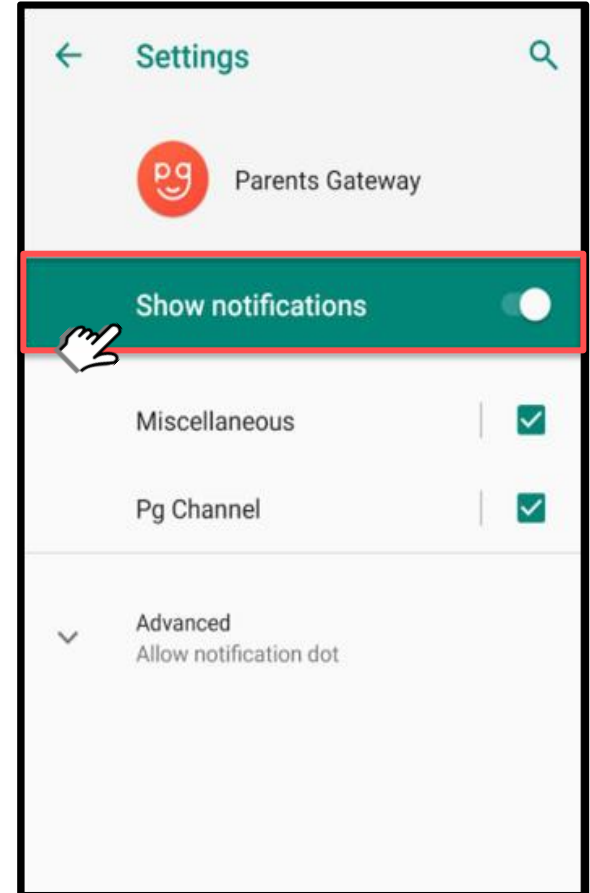 Settings
pg
Parents Gateway
Show notifications
Miscellaneous
Pg Channel
Advanced
Allow notification dot